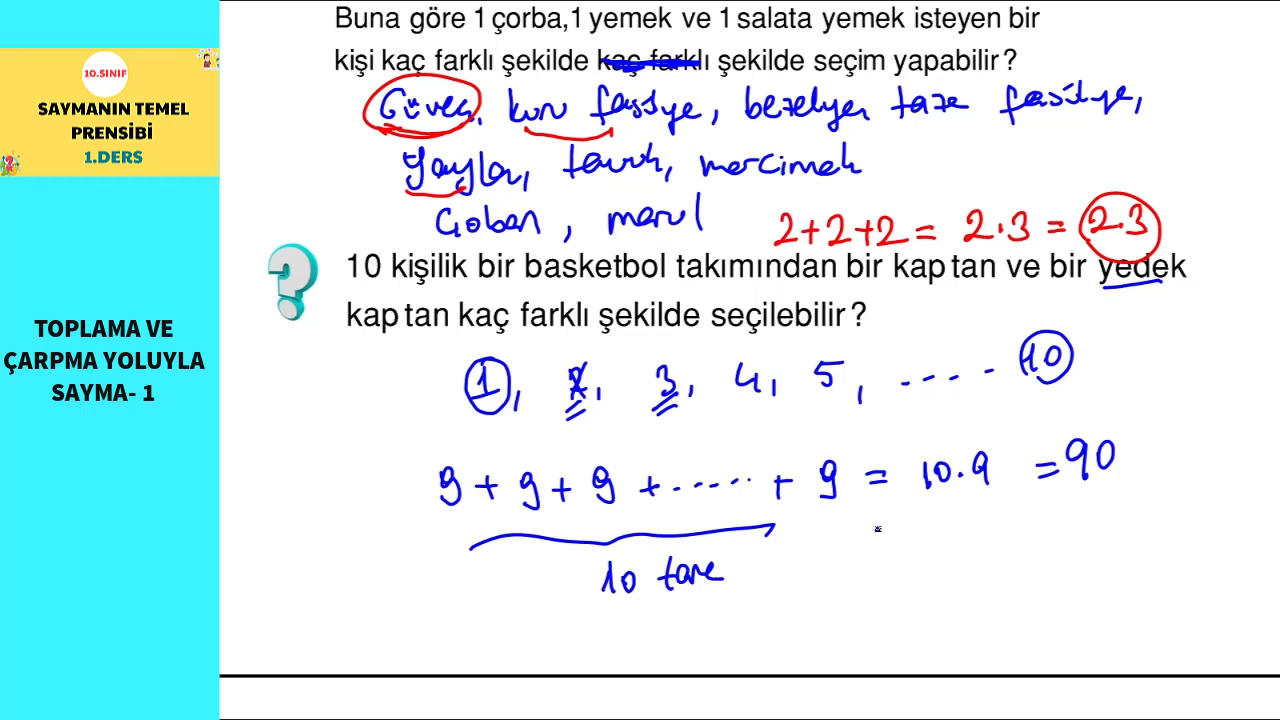 10.SINIF
SAYMANIN TEMEL
PRENSİBİ
1.DERS
TOPLAMA VE
ÇARPMA YOLUYLA
SAYMA- 1
Buna göre 1 çorba,1 yemek ve 1 salata yemek isteyen bir
kişi kaç farklı şekilde kaç farklı şekilde seçim yapabilir?
Güveç, kuru fasulye, bezelye, taze fasulye,
Yayla, tavuk, mercimek
Çoban, marul
2+2+2 = 2.3 = 2.3
10 kişilik bir basketbol takımından bir kaptan ve bir yedek
kaptan kaç farklı şekilde seçilebilir?
1, 2, 3, 4, 5, .... 10
9 + 9 + 9 + ...... + 9 = 10.9 = 90
10 tane